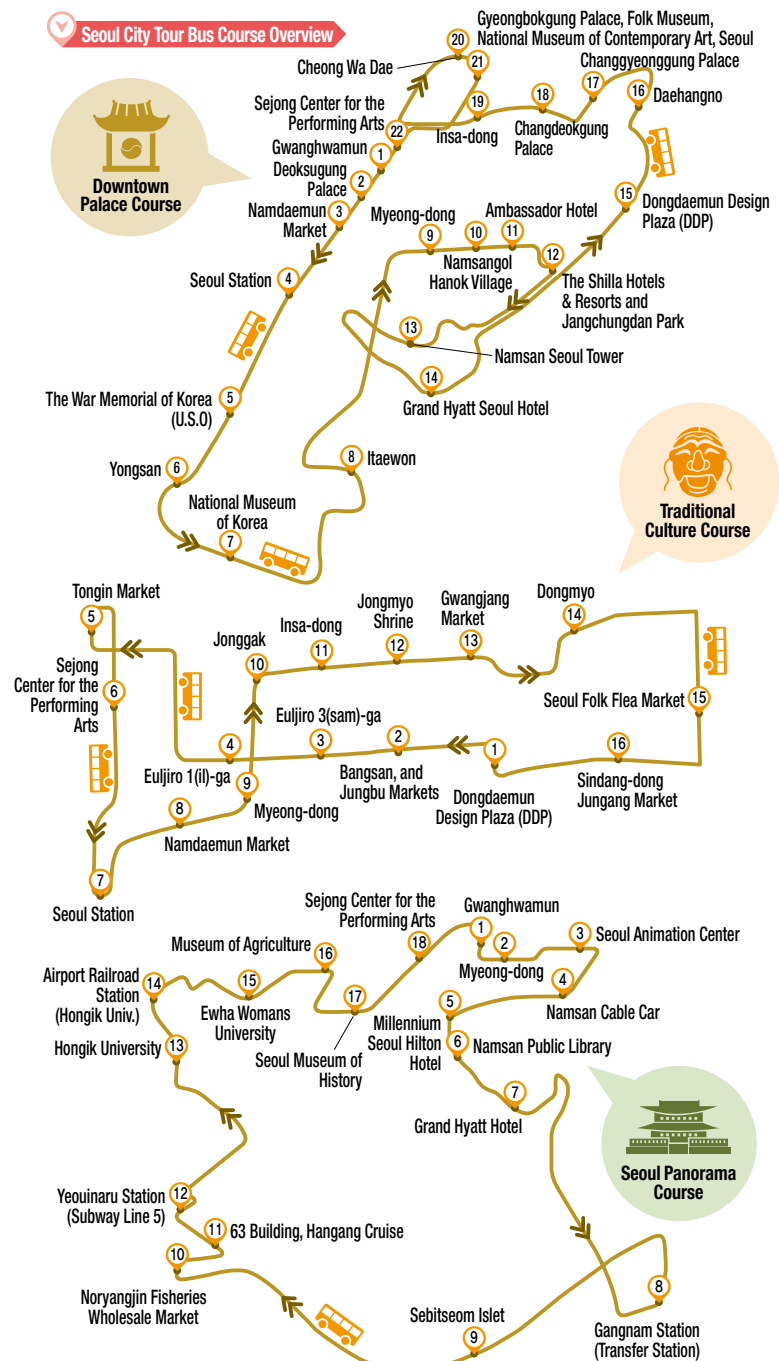 Seoul City Tour Bus Course Overview
Downtown
Palace Course
20
Cheong Wa Dae
21
Gyeongbokgung Palace, Folk Museum,
National Museum of Contemporary Art, Seoul
Changgyeonggung Palace
17
16
Daehangno
18
Changdeokgung
Palace
19
Insa-dong
Sejong Center for the
Performing Arts
22
Gwanghwamun
1
Deoksugung
Palace
2
Namdaemun
Market
3
Seoul Station
4
15
Dongdaemun Design
Plaza (DDP)
Myeong-dong
9
10
Namsangol
Hanok Village
Ambassador Hotel
11
12
The Shilla Hotels
& Resorts and
Jangchungdan Park
13
Namsan Seoul Tower
14
Grand Hyatt Seoul Hotel
The War Memorial of Korea
(U.S.O)
5
Yongsan
6
National Museum
of Korea
7
8
Itaewon
Traditional
Culture Course
Tongin Market
5
Sejong
Center for the
Performing
Arts
6
Jonggak
10
Insa-dong
11
Jongmyo
Shrine
12
Gwangjang
Market
13
Dongmyo
14
Seoul Folk Flea Market
15
Euljiro 3(sam)-ga
3
4
Euljiro 1(il)-ga
2
Bangsan, and
Jungbu Markets
1
Dongdaemun
Design Plaza (DDP)
16
Sindang-dong
Jungang Market
9
Myeong-dong
8
Namdaemun Market
7
Seoul Station
Sejong Center for the
Performing Arts
18
Gwanghwamun
1
2
Myeong-dong
3
Seoul Animation Center
4
Namsan Cable Car
5
Millennium
Seoul Hilton
Hotel
6
Namsan Public Library
7
Grand Hyatt Hotel
Museum of Agriculture
16
17
Seoul Museum of
History
15
Ewha Womans
University
Airport Railroad
Station
(Hongik Univ.)
14
Hongik University
13
Seoul Panorama
Course
Yeouinaru Station
(Subway Line 5)
12
11
63 Building, Hangang Cruise
10
Noryangjin Fisheries
Wholesale Market
Sebitseom Islet
9
8
Gangnam Station
(Transfer Station)